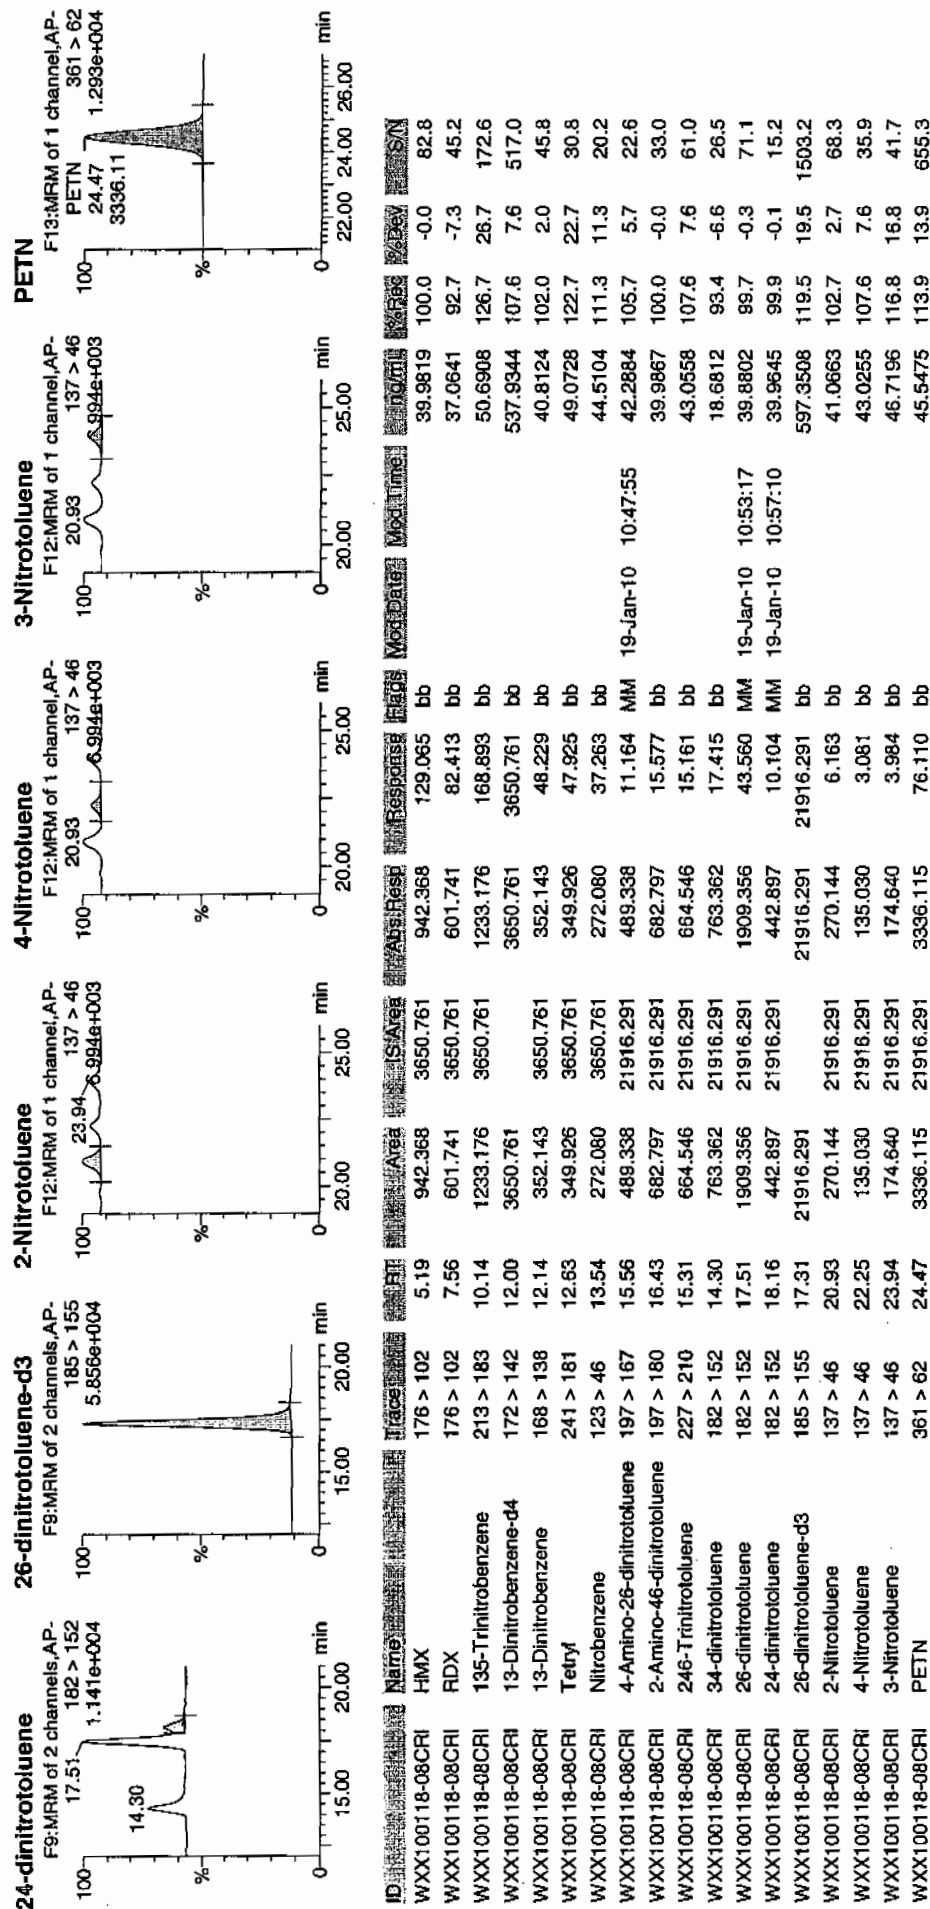 24-dinitrotoluene
F9:MRM of 2 channels,AP-
182 > 152
1.141e+004
17.51
14.30
100
%
0
15.00 20.00 min
26-dinitrotoluene-d3
F9:MRM of 2 channels,AP-
185 > 155
5.856e+004
100
%
0
15.00 20.00 min
2-Nitrotoluene
F12:MRM of 1 channel,AP-
137 > 46
6.994e+003
23.94
100
%
0
20.00 25.00 min
4-Nitrotoluene
F12:MRM of 1 channel,AP-
137 > 46
6.994e+003
20.93
100
%
0
20.00 25.00 min
3-Nitrotoluene
F12:MRM of 1 channel,AP-
137 > 46
6.994e+003
20.93
100
%
0
20.00 25.00 min
PETN
F13:MRM of 1 channel,AP-
361 > 62
1.293e+004
PETN
24.47
3336.11
100
%
0
22.00 24.00 26.00 min
ID Name Trace RT Area IS Area Abs.Resp Response Flags Mod.Date Mod.Time ng/mls %Rec %Dev S/N
WXX100118-08CRI HMX 176 > 102 5.19 942.368 3650.761 942.368 129.065 bb 39.9819 100.0 -0.0 82.8
WXX100118-08CRI RDX 176 > 102 7.56 601.741 3650.761 601.741 82.413 bb 37.0641 92.7 -7.3 45.2
WXX100118-08CRI 135-Trinitrobenzene 213 > 183 10.14 1233.176 3650.761 1233.176 168.893 bb 50.6908 126.7 26.7 172.6
WXX100118-08CRI 13-Dinitrobenzene-d4 172 > 142 12.00 3650.761 3650.761 3650.761 bb 537.9344 107.6 7.6 517.0
WXX100118-08CRI 13-Dinitrobenzene 168 > 138 12.14 352.143 3650.761 352.143 48.229 bb 40.8124 102.0 2.0 45.8
WXX100118-08CRI Tetryl 241 > 181 12.63 349.926 3650.761 349.926 47.925 bb 49.0728 122.7 22.7 30.8
WXX100118-08CRI Nitrobenzene 123 > 46 13.54 272.080 3650.761 272.080 37.263 bb 44.5104 111.3 11.3 20.2
WXX100118-08CRI 4-Amino-26-dinitrotoluene 197 > 167 15.56 489.338 21916.291 489.338 11.164 MM 19-Jan-10 10:47:55 42.2884 105.7 5.7 22.6
WXX100118-08CRI 2-Amino-46-dinitrotoluene 197 > 180 16.43 682.797 21916.291 682.797 15.577 bb 39.9867 100.0 -0.0 33.0
WXX100118-08CRI 246-Trinitrotoluene 227 > 210 15.31 664.546 21916.291 664.546 15.161 bb 43.0558 107.6 7.6 61.0
WXX100118-08CRI 34-dinitrotoluene 182 > 152 14.30 763.362 21916.291 763.362 17.415 bb 18.6812 93.4 -6.6 26.5
WXX100118-08CRI 26-dinitrotoluene 182 > 152 17.51 1909.356 21916.291 1909.356 43.560 MM 19-Jan-10 10:53:17 39.8802 99.7 -0.3 71.1
WXX100118-08CRI 24-dinitrotoluene 182 > 152 18.16 442.897 21916.291 442.897 10.104 MM 19-Jan-10 10:57:10 39.9645 99.9 -0.1 15.2
WXX100118-08CRI 26-dinitrotoluene-d3 185 > 155 17.31 21916.291 21916.291 21916.291 bb 597.3508 119.5 19.5 1503.2
WXX100118-08CRI 2-Nitrotoluene 137 > 46 20.93 270.144 21916.291 270.144 6.163 bb 41.0663 102.7 2.7 68.3
WXX100118-08CRI 4-Nitrotoluene 137 > 46 22.25 135.030 21916.291 135.030 3.081 bb 43.0255 107.6 7.6 35.9
WXX100118-08CRI 3-Nitrotoluene 137 > 46 23.94 174.640 21916.291 174.640 3.984 bb 46.7196 116.8 16.8 41.7
WXX100118-08CRI PETN 361 > 62 24.47 3336.115 21916.291 3336.115 76.110 bb 45.5475 113.9 13.9 655.3